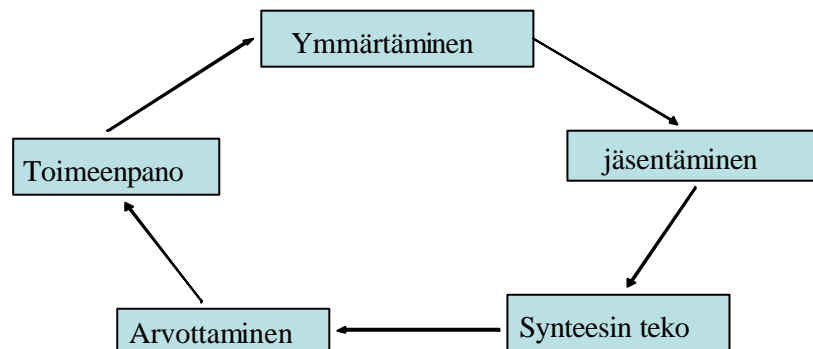 Ymmärtäminen
jäsentäminen
Synteesin teko
Arvottaminen
Toimeenpano